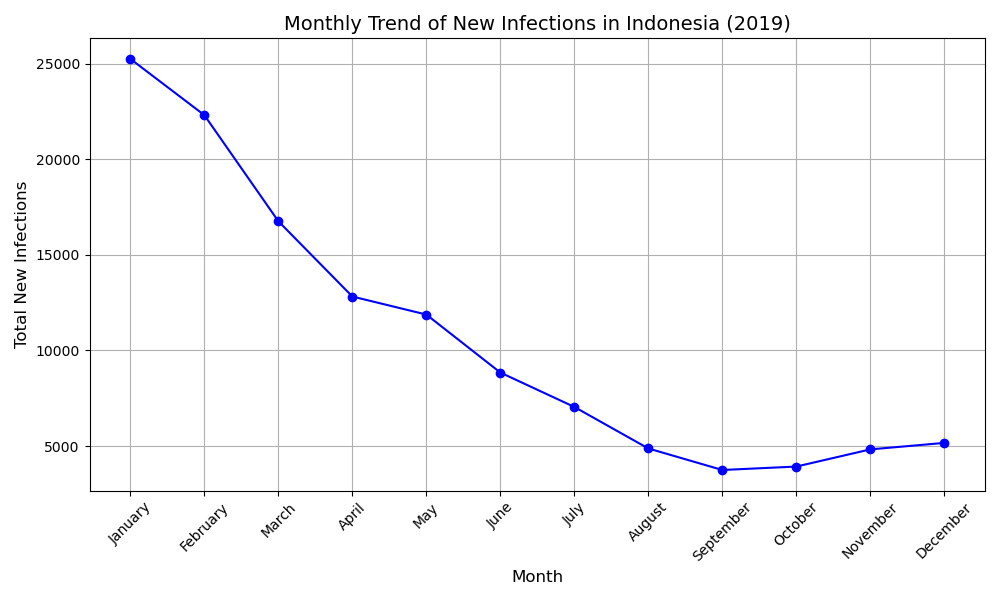 Monthly Trend of New Infections in Indonesia (2019)
Total New Infections
25000
20000
15000
10000
5000
January
February
March
April
May
June
July
August
September
October
November
December
Month